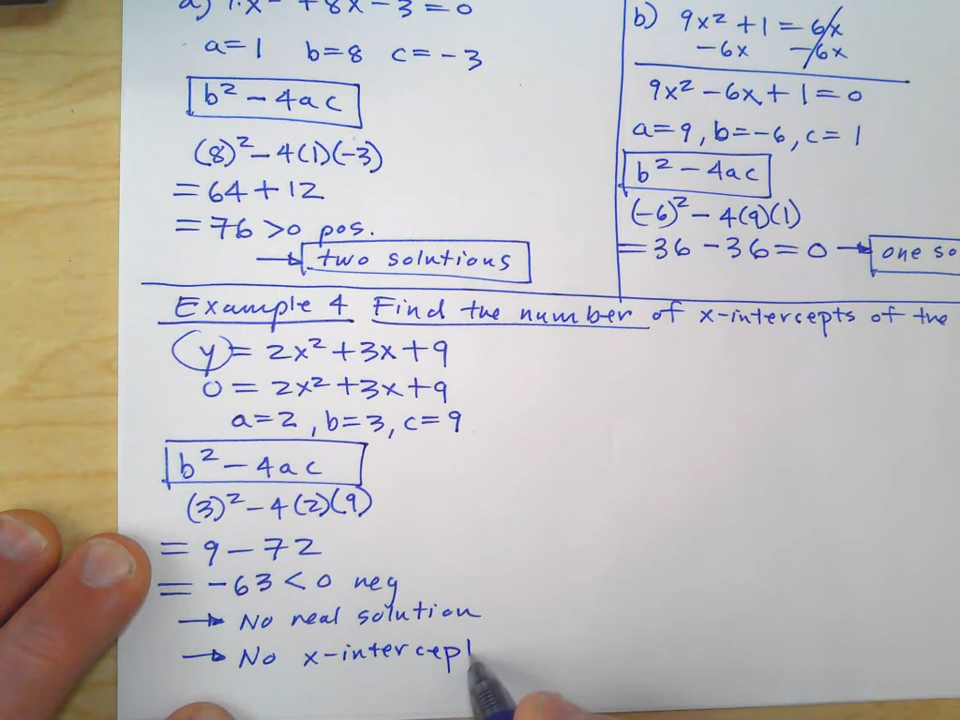 a) 1·x² + 8x − 3 = 0
a=1 b=8 c=−3
b² − 4ac
(8)² − 4(1)(−3)
= 64 + 12
= 76 > 0 pos.
→ two solutions
b) 9x² + 1 = 6x
−6x −6x
9x² − 6x + 1 = 0
a=9, b=−6, c=1
b² − 4ac
(−6)² − 4(9)(1)
= 36 − 36 = 0 → one so
Example 4 Find the number of x-intercepts of the
y = 2x² + 3x + 9
0 = 2x² + 3x + 9
a=2, b=3, c=9
b² − 4ac
(3)² − 4(2)(9)
= 9 − 72
= −63 < 0 neg
→ No real solution
→ No x-intercept